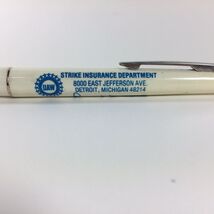 UAW
STRIKE INSURANCE DEPARTMENT
8000 EAST JEFFERSON AVE.
DETROIT, MICHIGAN 48214